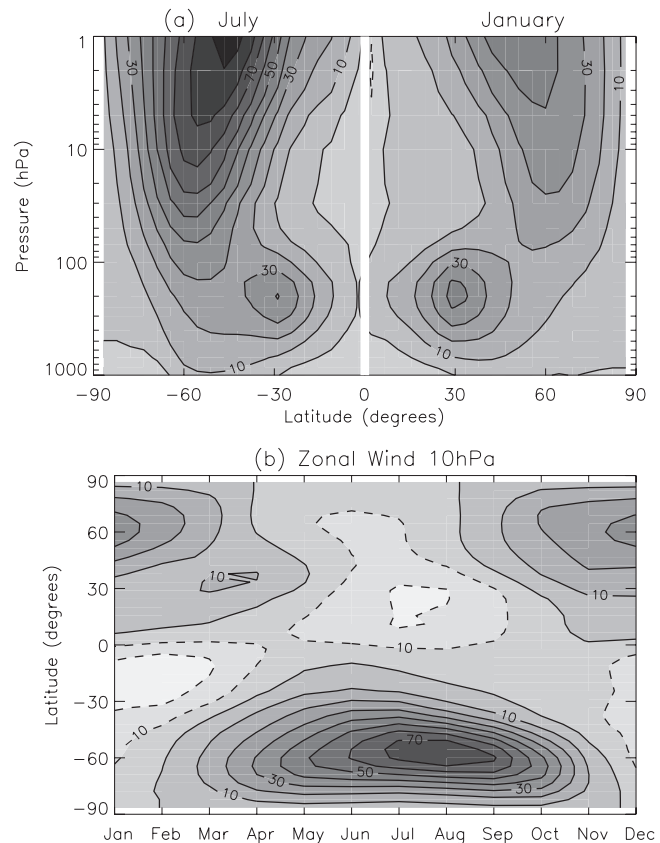 (a) July January
1
10
100
1000
Pressure (hPa)
30 70 50 30 10 10 30 10
30 30
10 10
-90 -60 -30 0 30 60 90
Latitude (degrees)
(b) Zonal Wind 10hPa
90
60
30
0
-30
-60
-90
Latitude (degrees)
10
10
10
10
10 10
70
50
30 30
10
Jan Feb Mar Apr May Jun Jul Aug Sep Oct Nov Dec